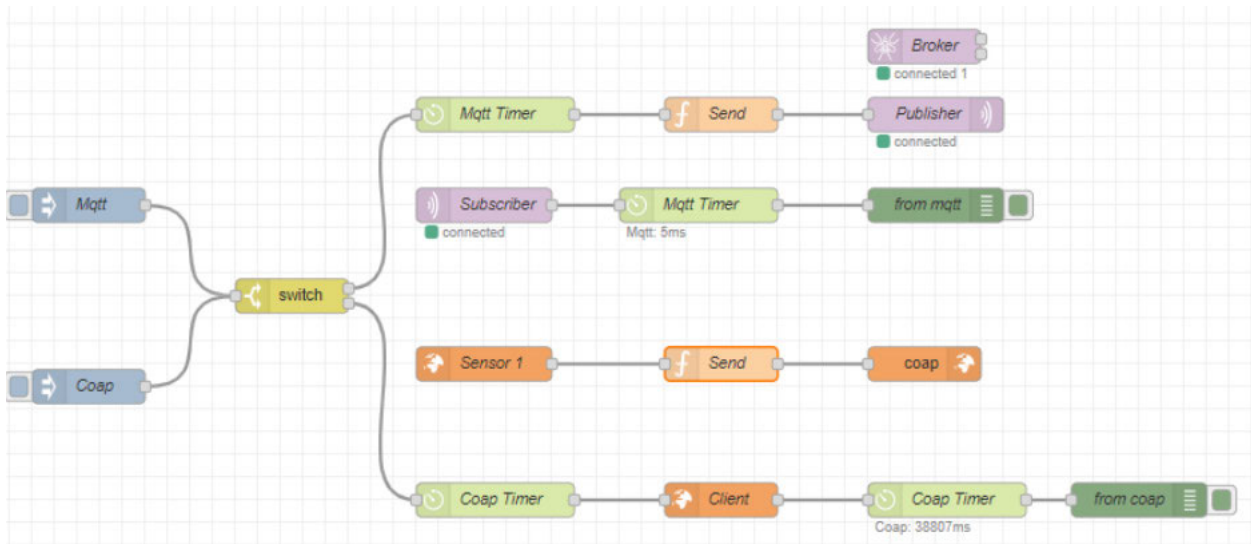 Broker
connected 1
Mqtt Timer
Send
Publisher
connected
Mqtt
Subscriber
Mqtt Timer
from mqtt
connected
Mqtt: 5ms
switch
Sensor 1
Send
coap
Coap
Coap Timer
Client
Coap Timer
from coap
Coap: 38807ms